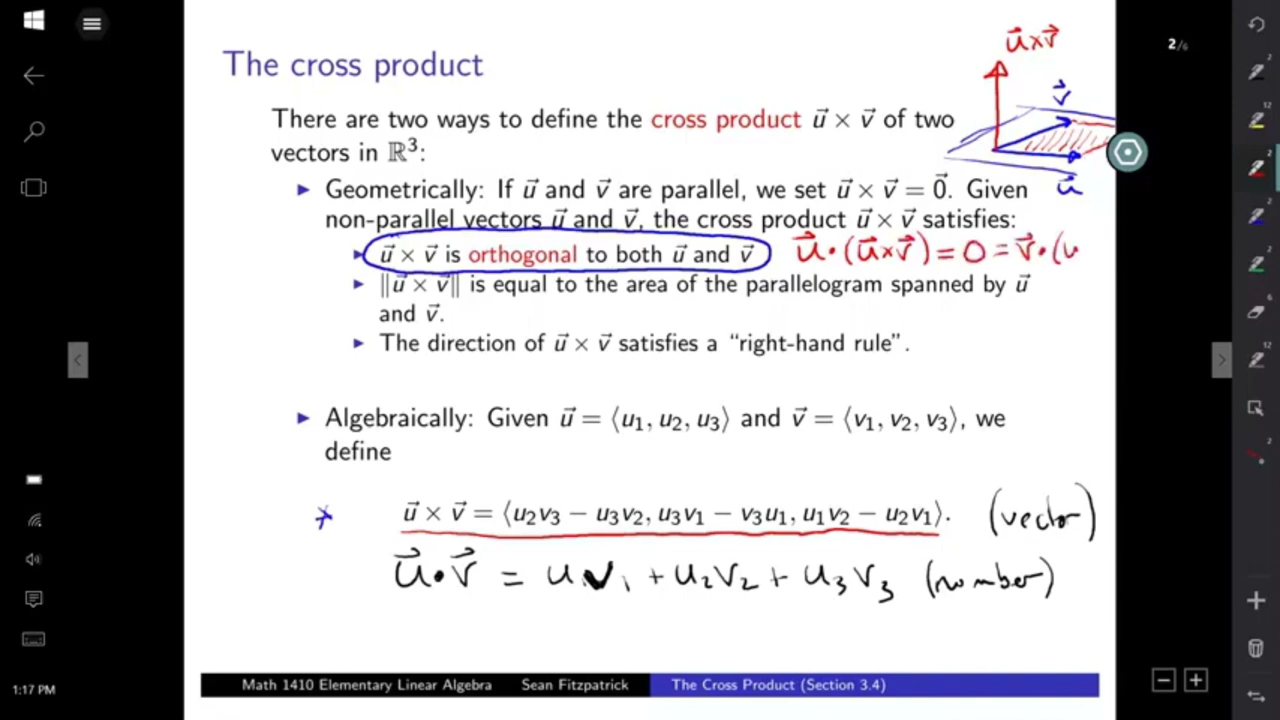 2/6
The cross product
u⃗×v⃗
v⃗
u⃗
There are two ways to define the cross product u⃗ × v⃗ of two
vectors in ℝ³:
▶ Geometrically: If u⃗ and v⃗ are parallel, we set u⃗ × v⃗ = 0⃗. Given
non-parallel vectors u⃗ and v⃗, the cross product u⃗ × v⃗ satisfies:
▶ u⃗ × v⃗ is orthogonal to both u⃗ and v⃗ u⃗ • (u⃗×v⃗) = 0 = v⃗ • (u
▶ ‖u⃗ × v⃗‖ is equal to the area of the parallelogram spanned by u⃗
and v⃗.
▶ The direction of u⃗ × v⃗ satisfies a “right-hand rule”.
▶ Algebraically: Given u⃗ = ⟨u₁, u₂, u₃⟩ and v⃗ = ⟨v₁, v₂, v₃⟩, we
define
* u⃗ × v⃗ = ⟨u₂v₃ − u₃v₂, u₃v₁ − v₃u₁, u₁v₂ − u₂v₁⟩. (vector)
u⃗ • v⃗ = u₁v₁ + u₂v₂ + u₃v₃ (number)
Math 1410 Elementary Linear Algebra Sean Fitzpatrick The Cross Product (Section 3.4)
1:17 PM